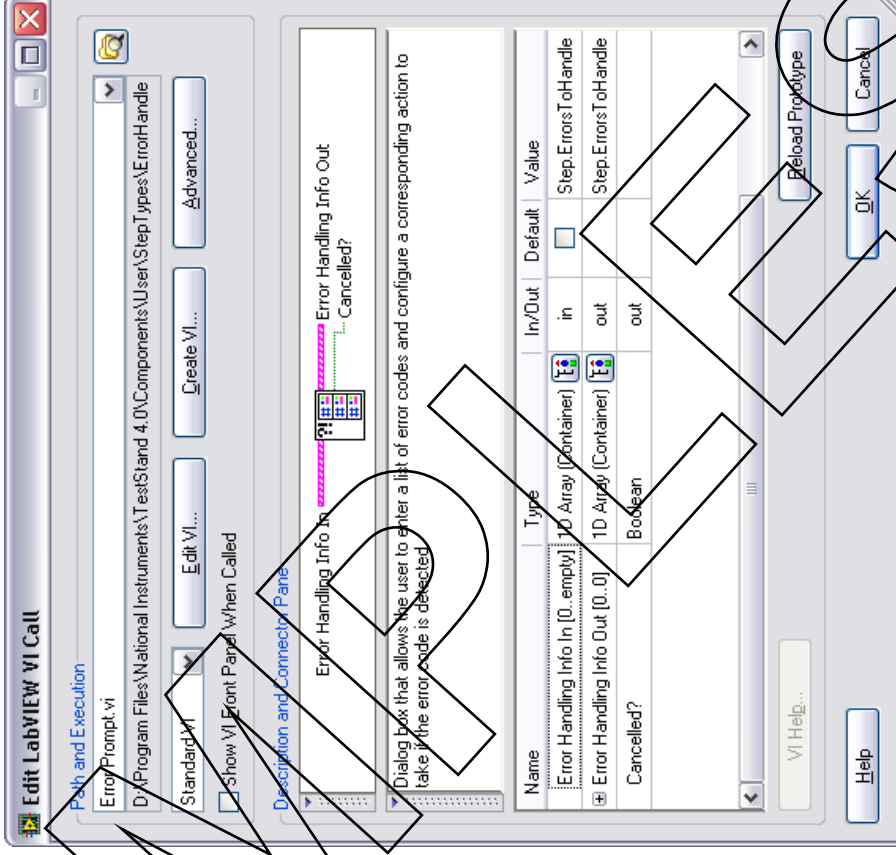 Edit LabVIEW VI Call
Path and Execution
Error Prompt.vi
D:\Program Files\National Instruments\TestStand 4.0\Components\User\StepTypes\ErrorHandle
Standard VI
Edit VI...
Create VI...
Advanced...
Show VI Front Panel When Called
Description and Connector Pane
Error Handling Info In
Error Handling Info Out
Cancelled?
Dialog box that allows the user to enter a list of error codes and configure a corresponding action to
take if the error code is detected.
Name Type In/Out Default Value
Error Handling Info In [0..empty] 1D Array (Container) in Step.ErrorsToHandle
Error Handling Info Out [0..0] 1D Array (Container) out Step.ErrorsToHandle
Cancelled? Boolean out
VI Help...
Reload Prototype
Help
OK
Cancel